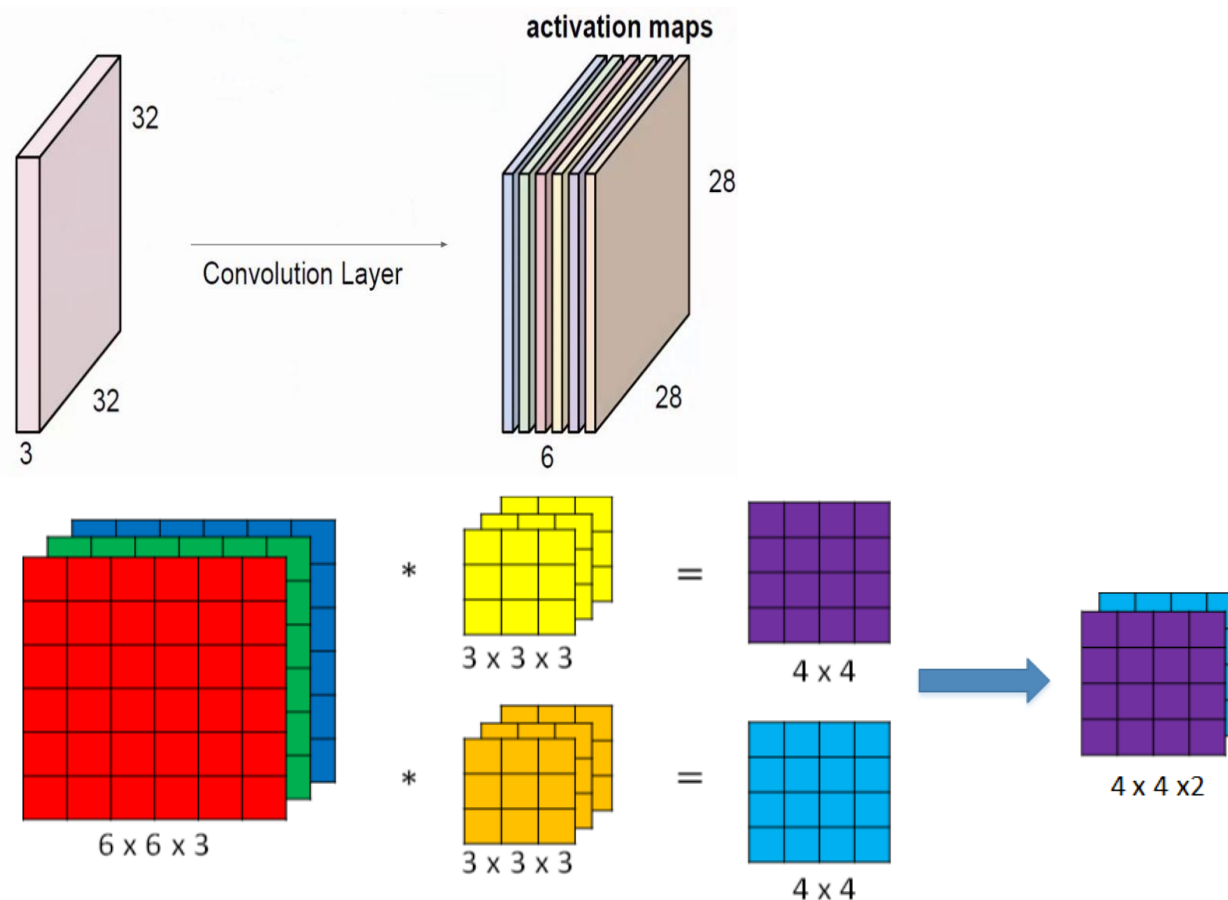 activation maps
32
28
Convolution Layer
32
28
3
6
* =
3 x 3 x 3
4 x 4
* =
4 x 4 x2
6 x 6 x 3
3 x 3 x 3
4 x 4